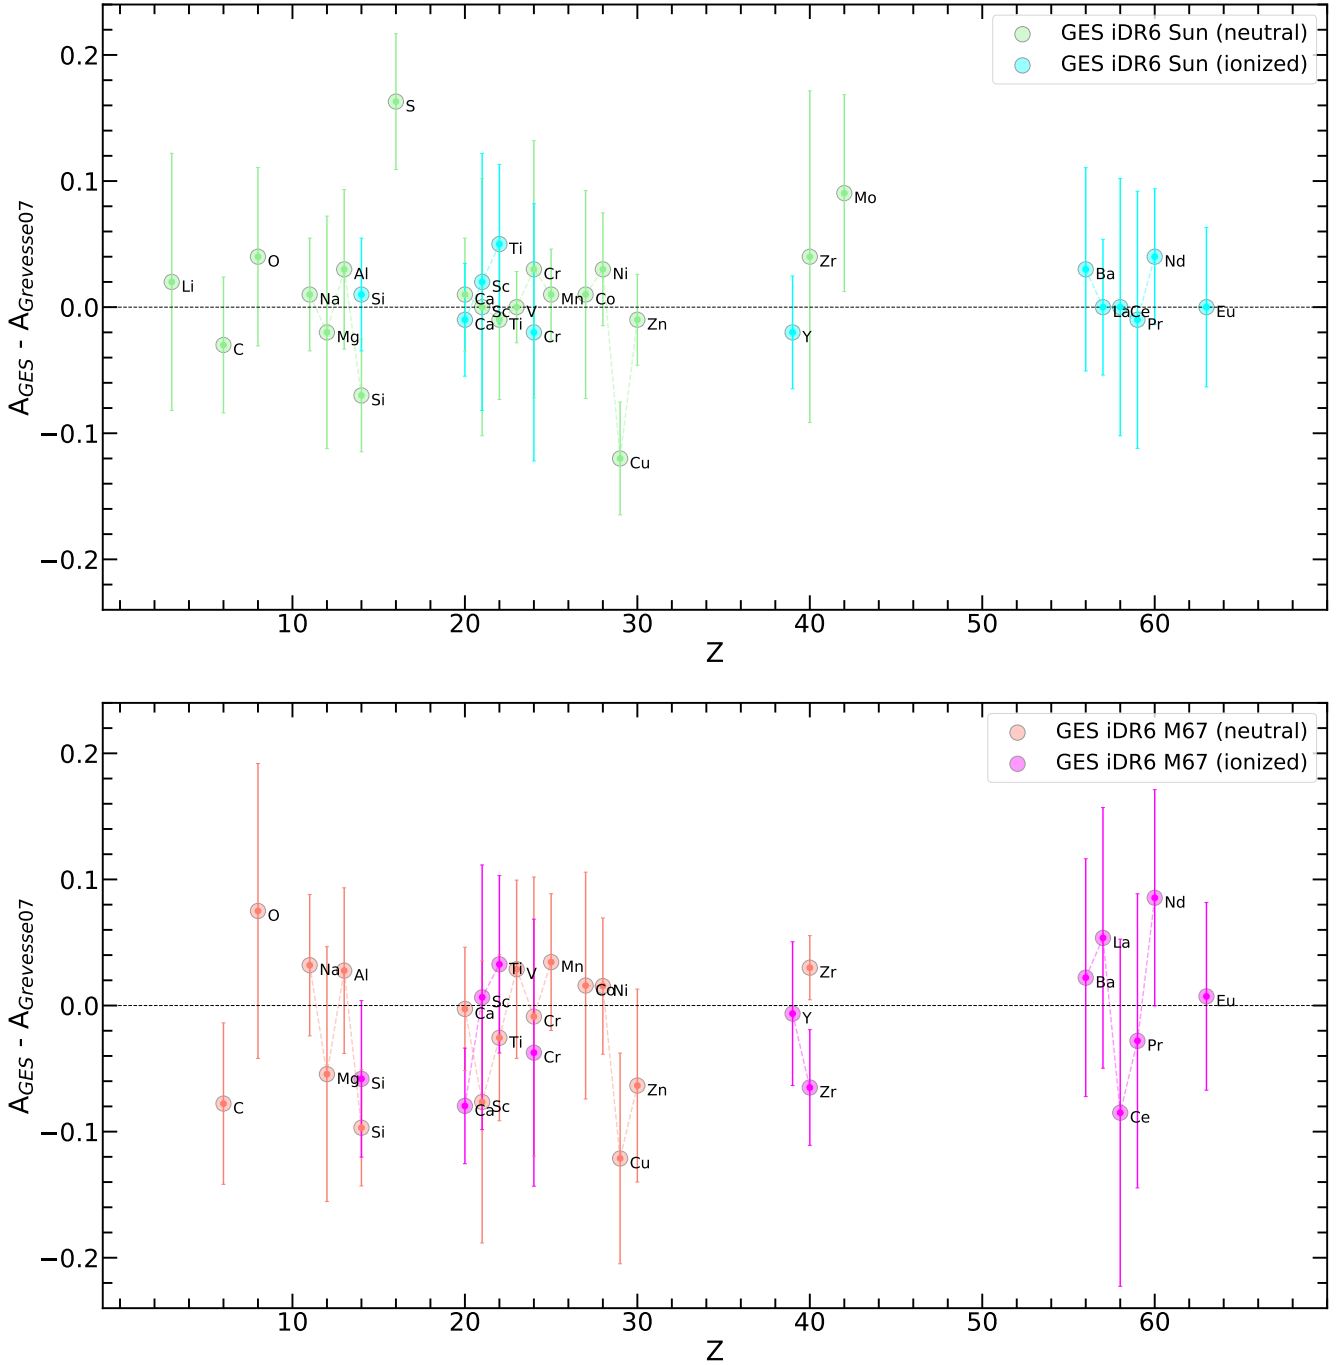 GES iDR6 Sun (neutral)
GES iDR6 Sun (ionized)
0.2
0.1
0.0
−0.1
−0.2
A_GES - A_Grevesse07
S
Li
O
C
Na
Mg
Al
Si
Si
Ca
Ca
Sc
Sc
Ti
Ti
V
Cr
Cr
Mn
Co
Ni
Cu
Zn
Y
Zr
Mo
Ba
La
Ce
Pr
Nd
Eu
10 20 30 40 50 60
Z
GES iDR6 M67 (neutral)
GES iDR6 M67 (ionized)
0.2
0.1
0.0
−0.1
−0.2
A_GES - A_Grevesse07
C
O
Na
Mg
Al
Si
Si
Ca
Ca
Sc
Sc
Ti
Ti
V
Cr
Cr
Mn
Co
Ni
Cu
Zn
Y
Zr
Zr
Ba
La
Ce
Pr
Nd
Eu
10 20 30 40 50 60
Z